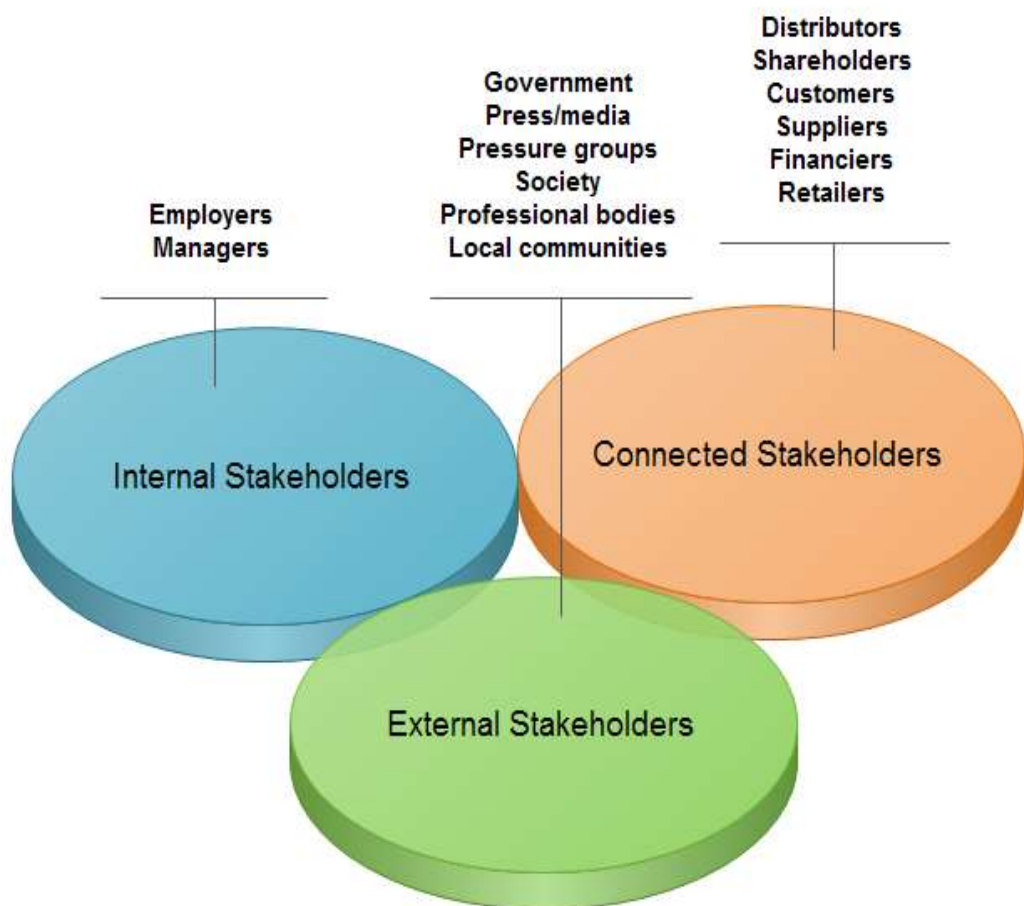 Distributors
Shareholders
Customers
Suppliers
Financiers
Retailers
Government
Press/media
Pressure groups
Society
Professional bodies
Local communities
Employers
Managers
Internal Stakeholders
Connected Stakeholders
External Stakeholders